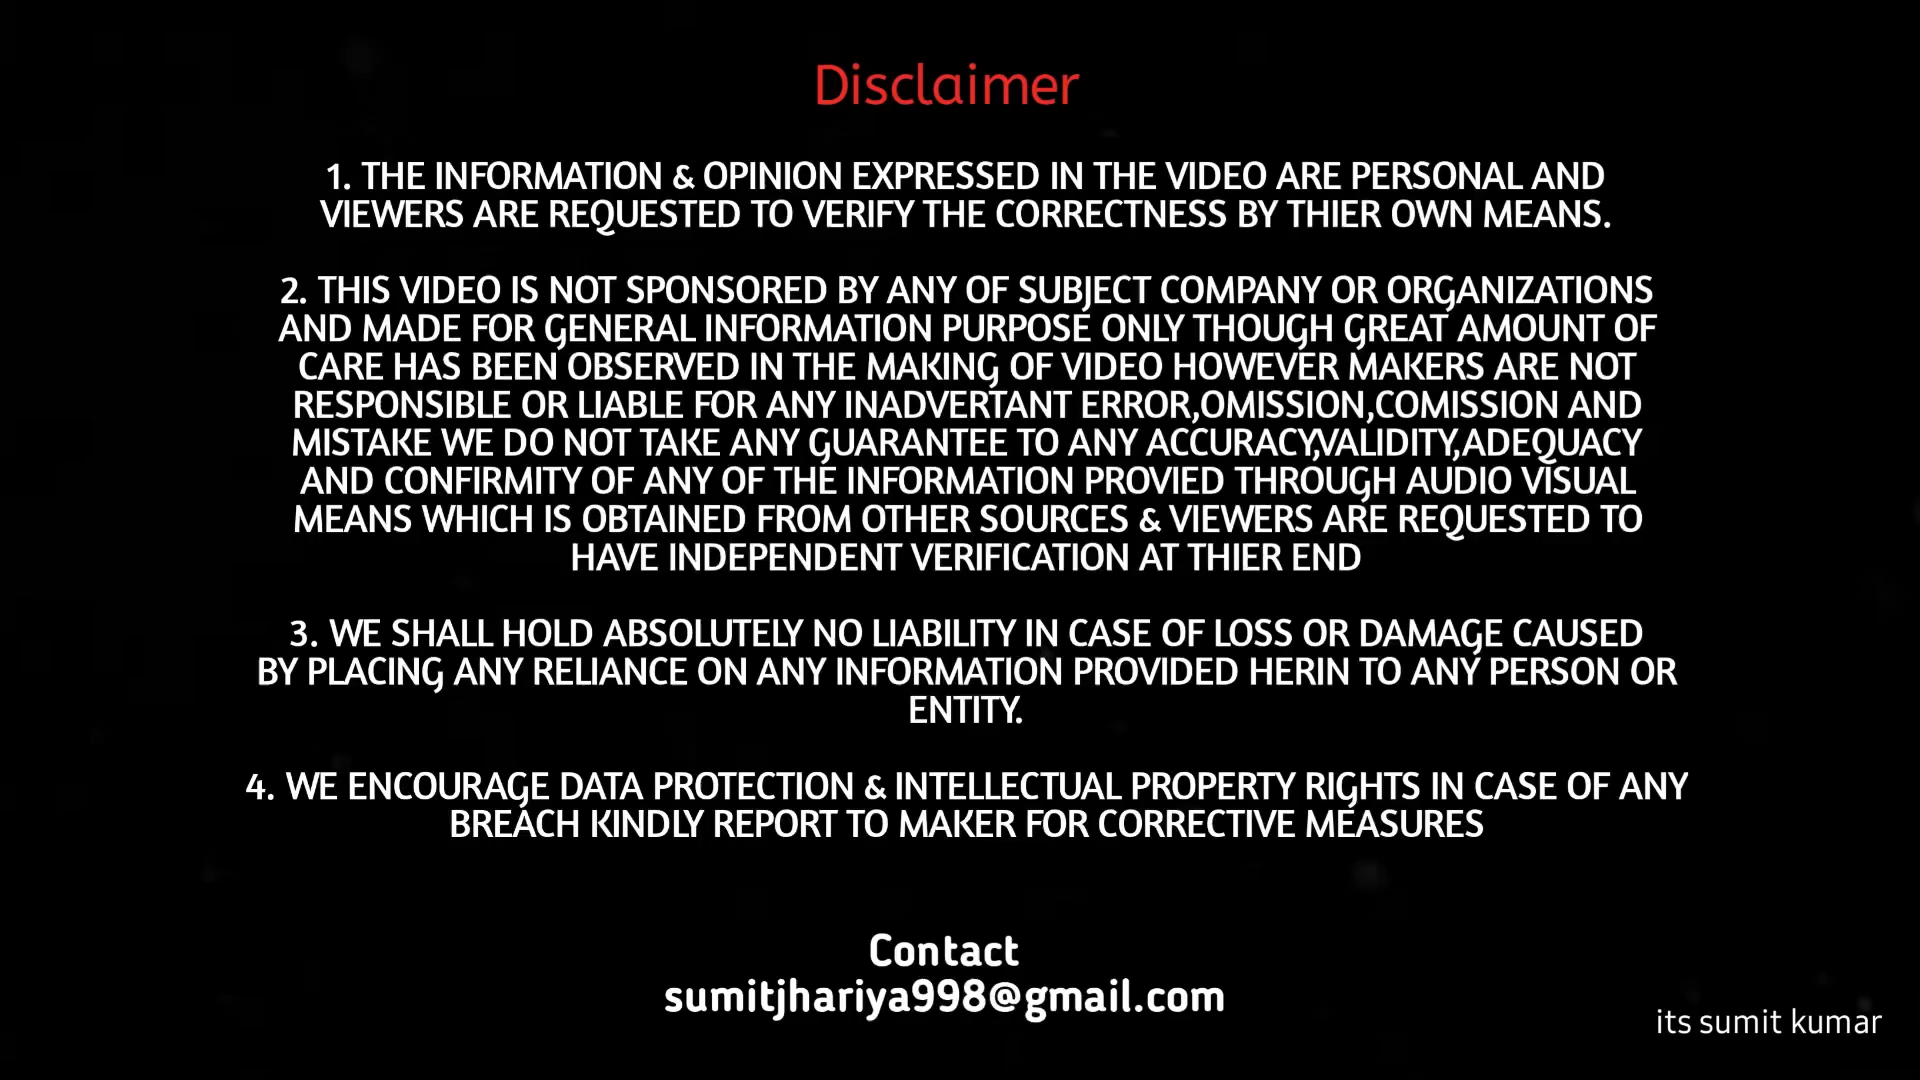 Disclaimer
1. THE INFORMATION & OPINION EXPRESSED IN THE VIDEO ARE PERSONAL AND
VIEWERS ARE REQUESTED TO VERIFY THE CORRECTNESS BY THIER OWN MEANS.
2. THIS VIDEO IS NOT SPONSORED BY ANY OF SUBJECT COMPANY OR ORGANIZATIONS
AND MADE FOR GENERAL INFORMATION PURPOSE ONLY THOUGH GREAT AMOUNT OF
CARE HAS BEEN OBSERVED IN THE MAKING OF VIDEO HOWEVER MAKERS ARE NOT
RESPONSIBLE OR LIABLE FOR ANY INADVERTANT ERROR,OMISSION,COMISSION AND
MISTAKE WE DO NOT TAKE ANY GUARANTEE TO ANY ACCURACY,VALIDITY,ADEQUACY
AND CONFIRMITY OF ANY OF THE INFORMATION PROVIED THROUGH AUDIO VISUAL
MEANS WHICH IS OBTAINED FROM OTHER SOURCES & VIEWERS ARE REQUESTED TO
HAVE INDEPENDENT VERIFICATION AT THIER END
3. WE SHALL HOLD ABSOLUTELY NO LIABILITY IN CASE OF LOSS OR DAMAGE CAUSED
BY PLACING ANY RELIANCE ON ANY INFORMATION PROVIDED HERIN TO ANY PERSON OR
ENTITY.
4. WE ENCOURAGE DATA PROTECTION & INTELLECTUAL PROPERTY RIGHTS IN CASE OF ANY
BREACH KINDLY REPORT TO MAKER FOR CORRECTIVE MEASURES
Contact
sumitjhariya998@gmail.com
its sumit kumar